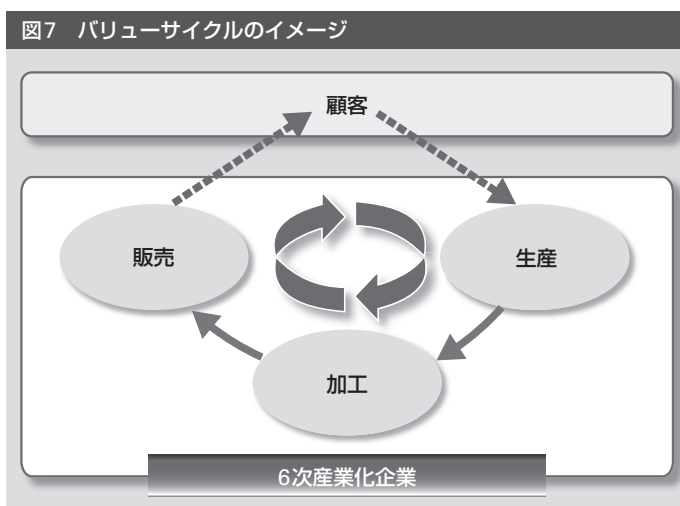 図7 バリューサイクルのイメージ
顧客
販売
生産
加工
6次産業化企業